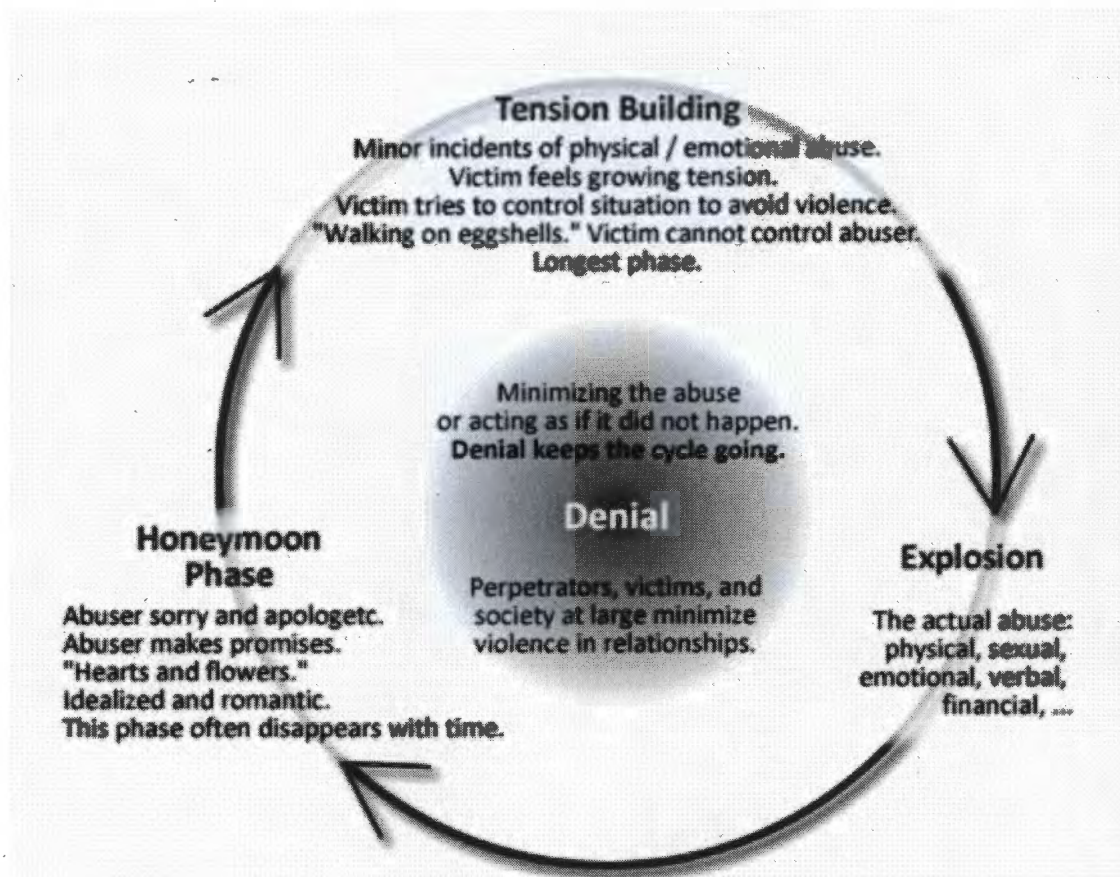 Tension Building
Minor incidents of physical / emotional abuse.
Victim feels growing tension.
Victim tries to control situation to avoid violence.
"Walking on eggshells." Victim cannot control abuser.
Longest phase.
Minimizing the abuse
or acting as if it did not happen.
Denial keeps the cycle going.
Denial
Perpetrators, victims, and
society at large minimize
violence in relationships.
Explosion
The actual abuse:
physical, sexual,
emotional, verbal,
financial, ...
Honeymoon
Phase
Abuser sorry and apologetc.
Abuser makes promises.
"Hearts and flowers."
Idealized and romantic.
This phase often disappears with time.